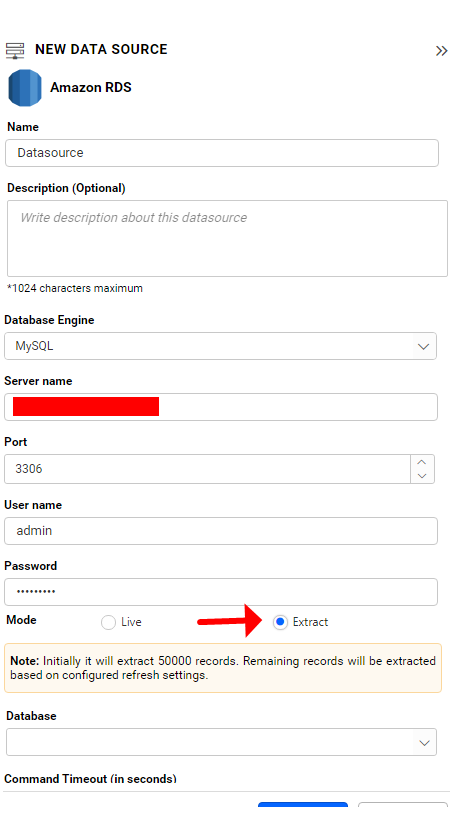 NEW DATA SOURCE
Amazon RDS
Name
Datasource
Description (Optional)
Write description about this datasource
*1024 characters maximum
Database Engine
MySQL
Server name
Port
3306
User name
admin
Password
•••••••••
Mode
Live
Extract
Note: Initially it will extract 50000 records. Remaining records will be extracted
based on configured refresh settings.
Database
Command Timeout (in seconds)